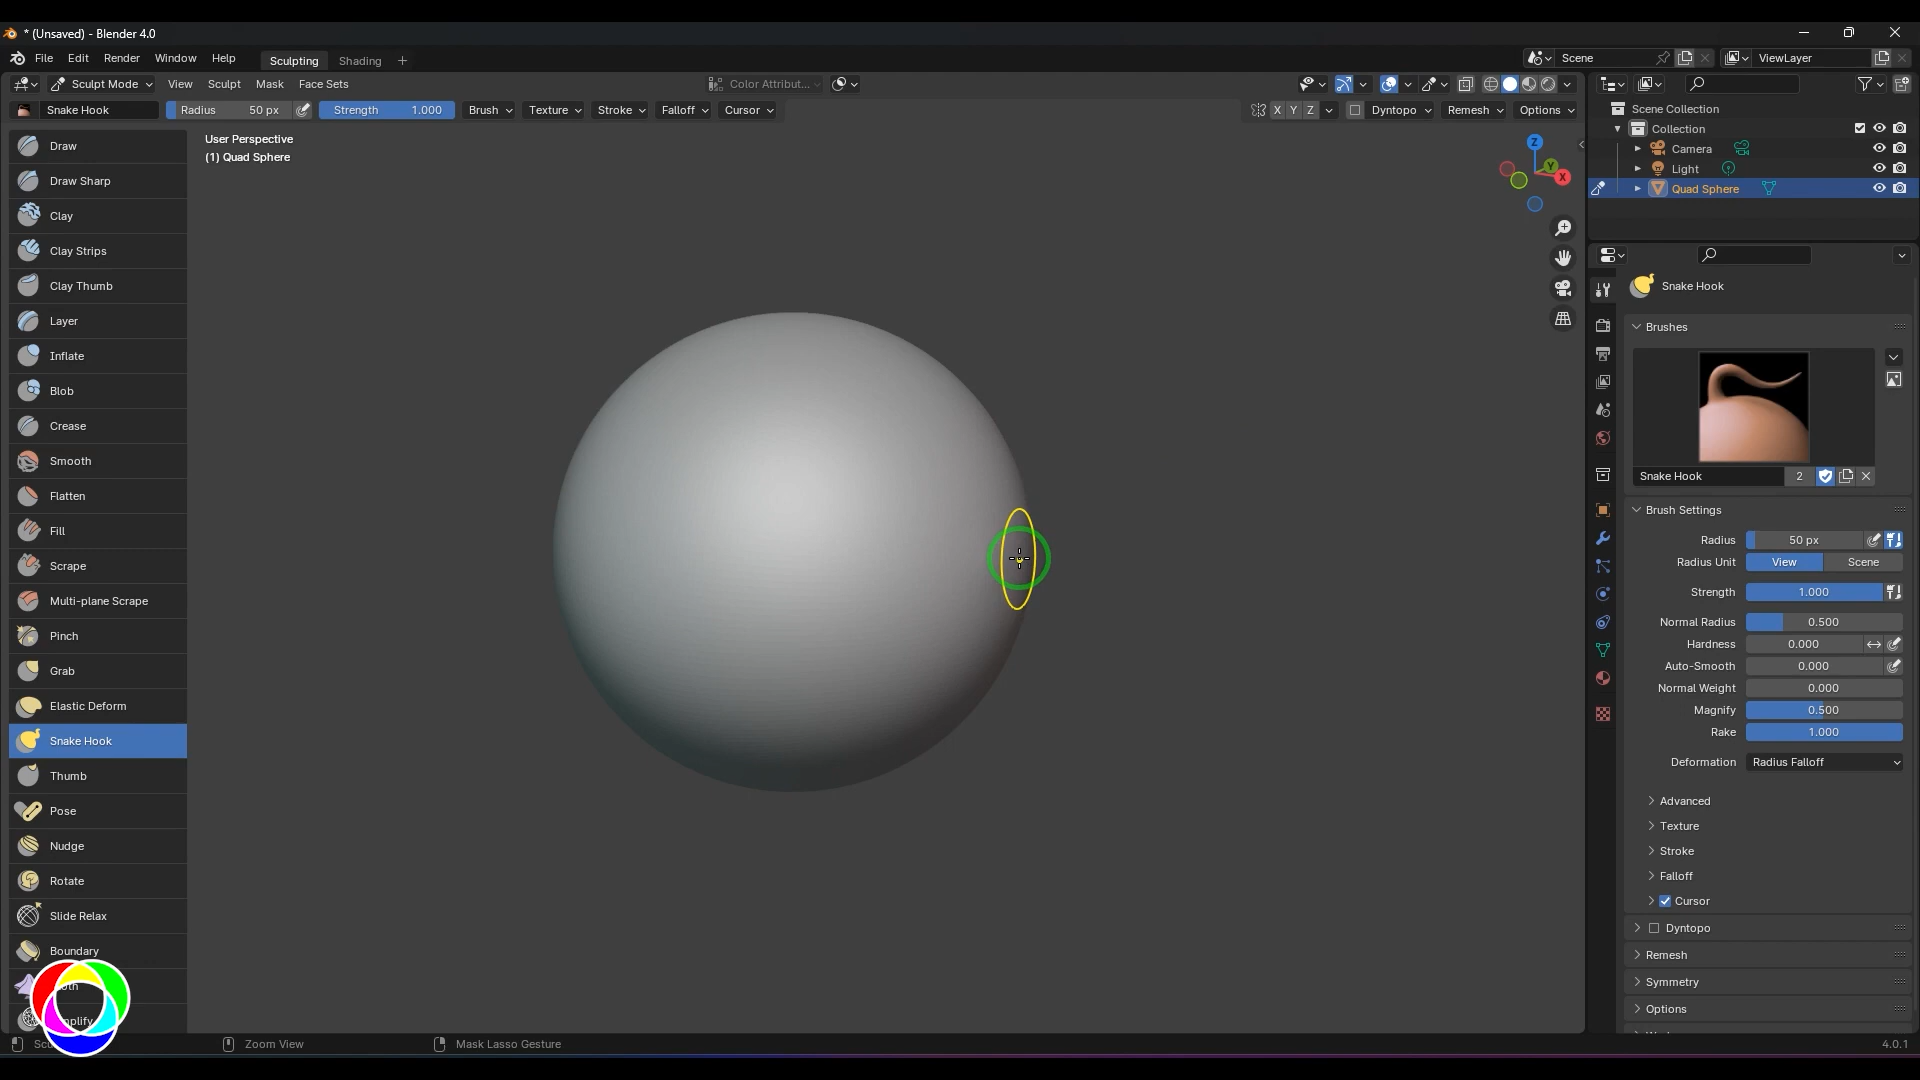 * (Unsaved) - Blender 4.0
File Edit Render Window Help Sculpting Shading + Scene ViewLayer
Sculpt Mode View Sculpt Mask Face Sets Color Attribut...
Snake Hook Radius 50 px Strength 1.000 Brush Texture Stroke Falloff Cursor X Y Z Dyntopo Remesh Options
User Perspective
(1) Quad Sphere
Draw
Draw Sharp
Clay
Clay Strips
Clay Thumb
Layer
Inflate
Blob
Crease
Smooth
Flatten
Fill
Scrape
Multi-plane Scrape
Pinch
Grab
Elastic Deform
Snake Hook
Thumb
Pose
Nudge
Rotate
Slide Relax
Boundary
Z
Y
X
Scene Collection
Collection
Camera
Light
Quad Sphere
Snake Hook
Brushes
Snake Hook 2
Brush Settings
Radius 50 px
Radius Unit View Scene
Strength 1.000
Normal Radius 0.500
Hardness 0.000
Auto-Smooth 0.000
Normal Weight 0.000
Magnify 0.500
Rake 1.000
Deformation Radius Falloff
Advanced
Texture
Stroke
Falloff
Cursor
Dyntopo
Remesh
Symmetry
Options
Zoom View Mask Lasso Gesture 4.0.1